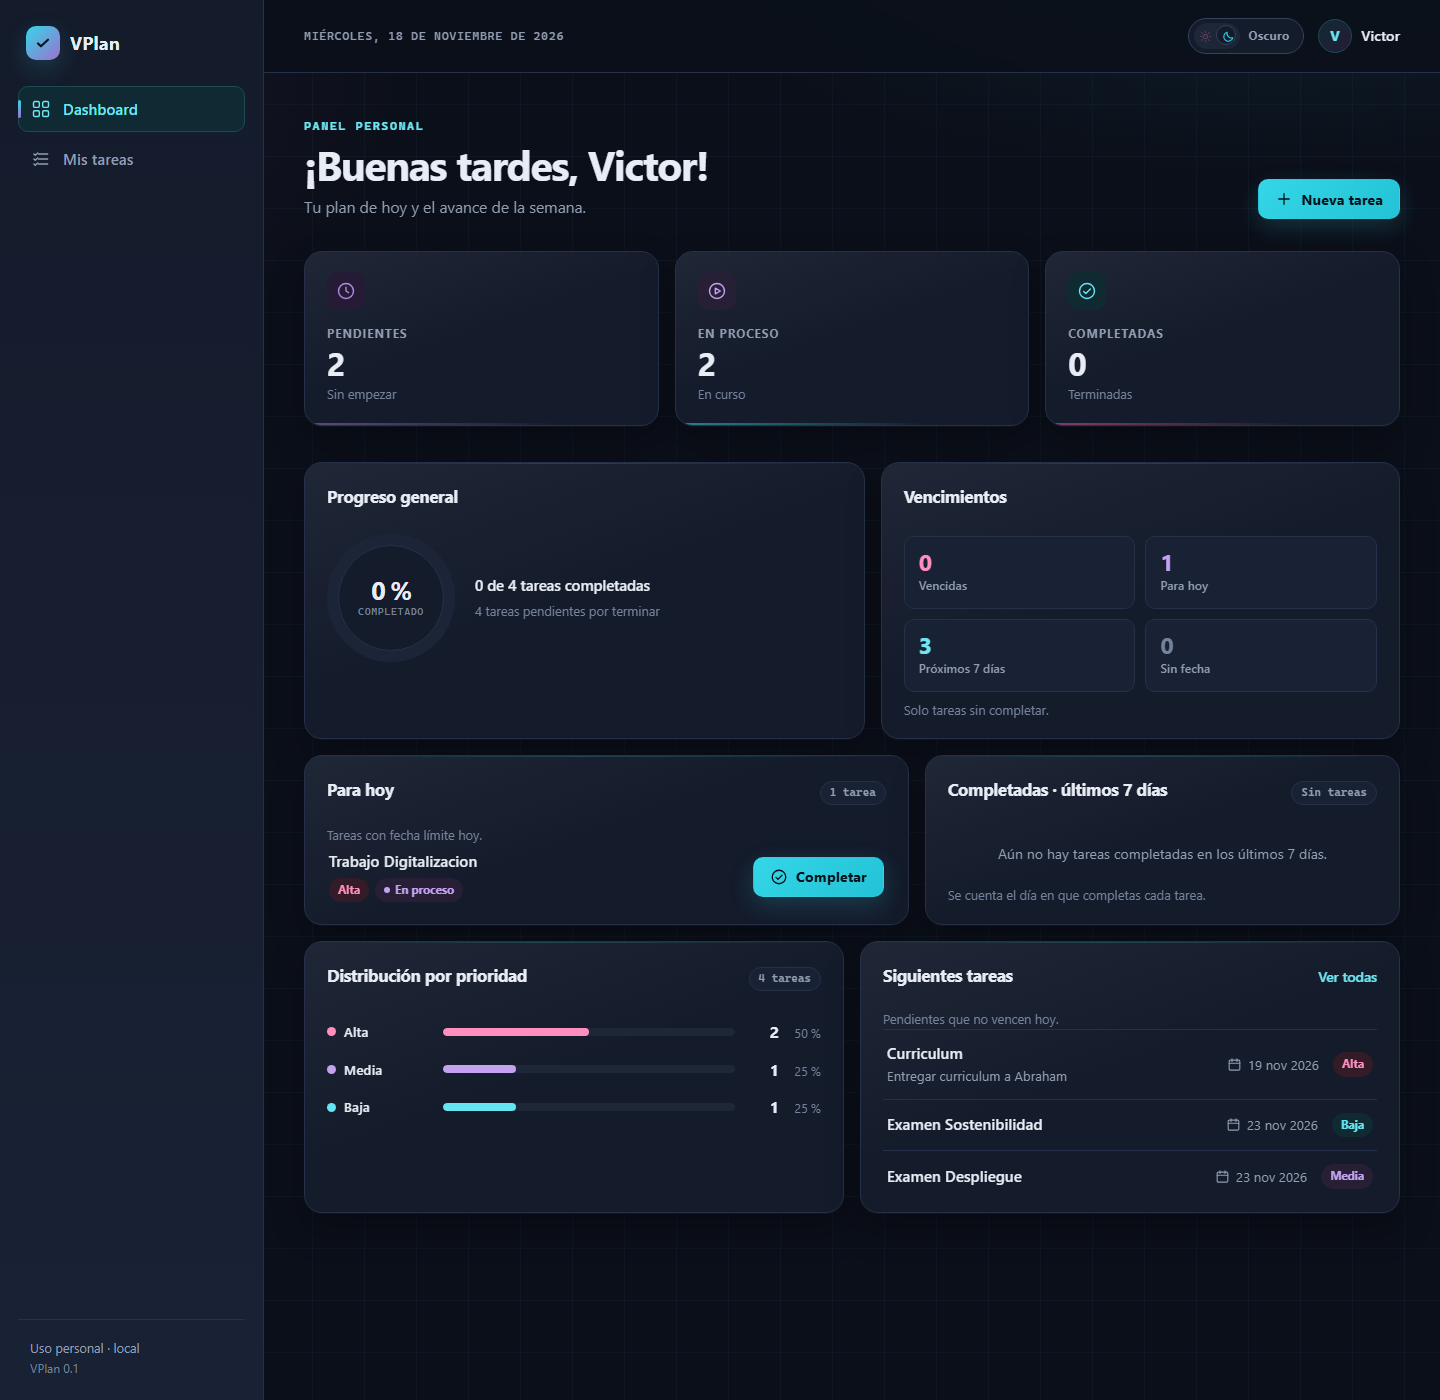 VPlan
Dashboard
Mis tareas
Uso personal · local
VPlan 0.1
MIÉRCOLES, 18 DE NOVIEMBRE DE 2026
Oscuro
V
Victor
PANEL PERSONAL
¡Buenas tardes, Victor!
Tu plan de hoy y el avance de la semana.
Nueva tarea
PENDIENTES
2
Sin empezar
EN PROCESO
2
En curso
COMPLETADAS
0
Terminadas
Progreso general
0 %
COMPLETADO
0 de 4 tareas completadas
4 tareas pendientes por terminar
Vencimientos
0
Vencidas
1
Para hoy
3
Próximos 7 días
0
Sin fecha
Solo tareas sin completar.
Para hoy
1 tarea
Tareas con fecha límite hoy.
Trabajo Digitalizacion
Alta
En proceso
Completar
Completadas · últimos 7 días
Sin tareas
Aún no hay tareas completadas en los últimos 7 días.
Se cuenta el día en que completas cada tarea.
Distribución por prioridad
4 tareas
Alta 2 50 %
Media 1 25 %
Baja 1 25 %
Siguientes tareas
Ver todas
Pendientes que no vencen hoy.
Curriculum
Entregar curriculum a Abraham
19 nov 2026
Alta
Examen Sostenibilidad
23 nov 2026
Baja
Examen Despliegue
23 nov 2026
Media